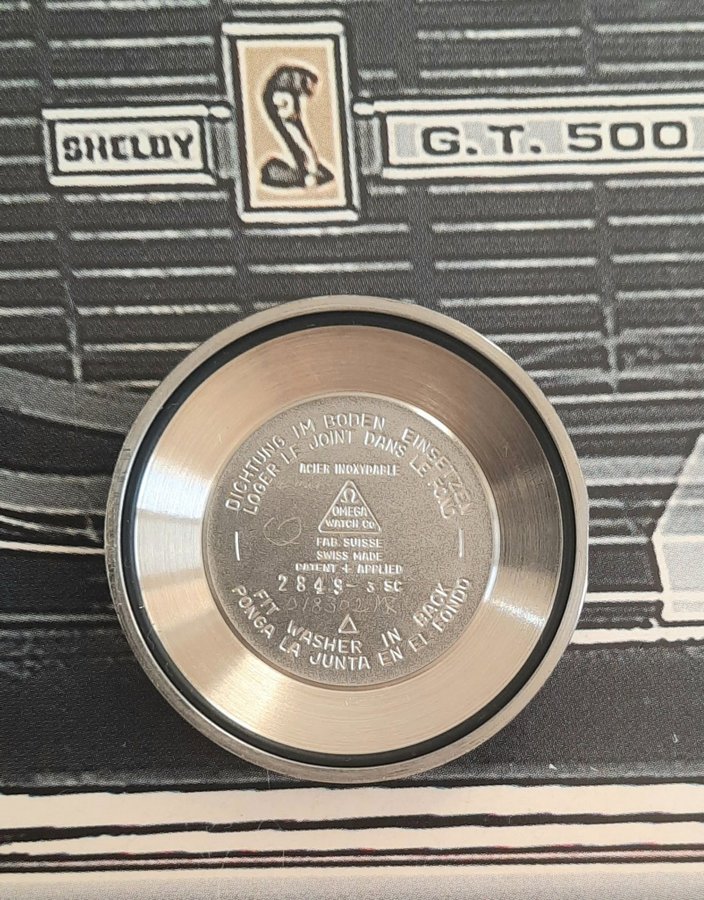 SHELBY
G.T. 500
DICHTUNG IM BODEN EINSETZEN
LOGER LE JOINT DANS LE FOND
ACIER INOXYDABLE
Ω
OMEGA
WATCH CO
FAB. SUISSE
SWISS MADE
PATENT + APPLIED
2849-3 SC
FIT WASHER IN BACK
PONGA LA JUNTA EN EL FONDO